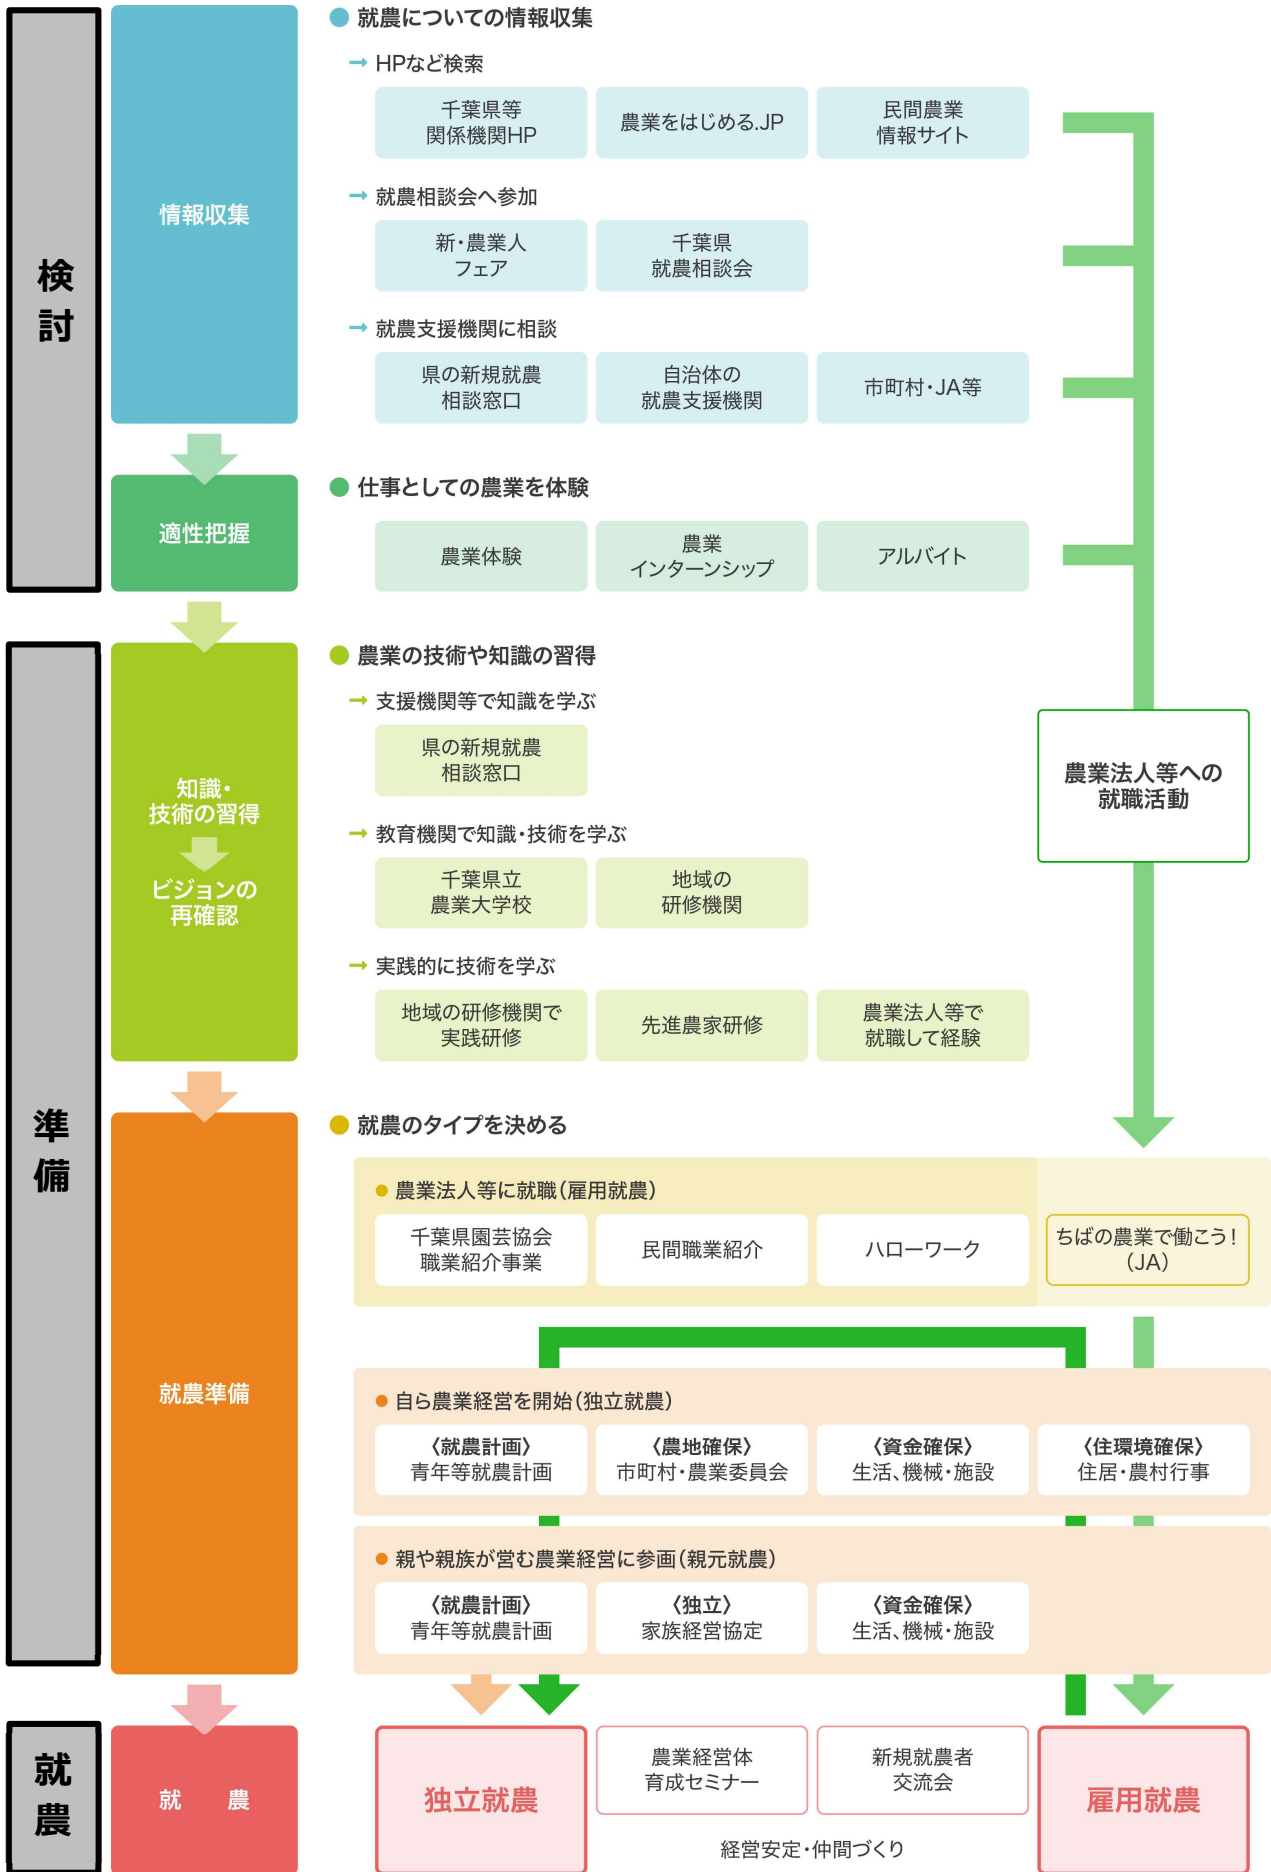 検討
情報収集
● 就農についての情報収集
→ HPなど検索
千葉県等
関係機関HP
農業をはじめる.JP
民間農業
情報サイト
→ 就農相談会へ参加
新・農業人
フェア
千葉県
就農相談会
→ 就農支援機関に相談
県の新規就農
相談窓口
自治体の
就農支援機関
市町村・JA等
適性把握
● 仕事としての農業を体験
農業体験
農業
インターンシップ
アルバイト
準備
知識・
技術の習得
ビジョンの
再確認
● 農業の技術や知識の習得
→ 支援機関等で知識を学ぶ
県の新規就農
相談窓口
→ 教育機関で知識・技術を学ぶ
千葉県立
農業大学校
地域の
研修機関
→ 実践的に技術を学ぶ
地域の研修機関で
実践研修
先進農家研修
農業法人等で
就職して経験
農業法人等への
就職活動
就農準備
● 就農のタイプを決める
● 農業法人等に就職(雇用就農)
千葉県園芸協会
職業紹介事業
民間職業紹介
ハローワーク
ちばの農業で働こう!
(JA)
● 自ら農業経営を開始(独立就農)
〈就農計画〉
青年等就農計画
〈農地確保〉
市町村・農業委員会
〈資金確保〉
生活、機械・施設
〈住環境確保〉
住居・農村行事
● 親や親族が営む農業経営に参画(親元就農)
〈就農計画〉
青年等就農計画
〈独立〉
家族経営協定
〈資金確保〉
生活、機械・施設
就農
就　農
独立就農
農業経営体
育成セミナー
新規就農者
交流会
経営安定・仲間づくり
雇用就農